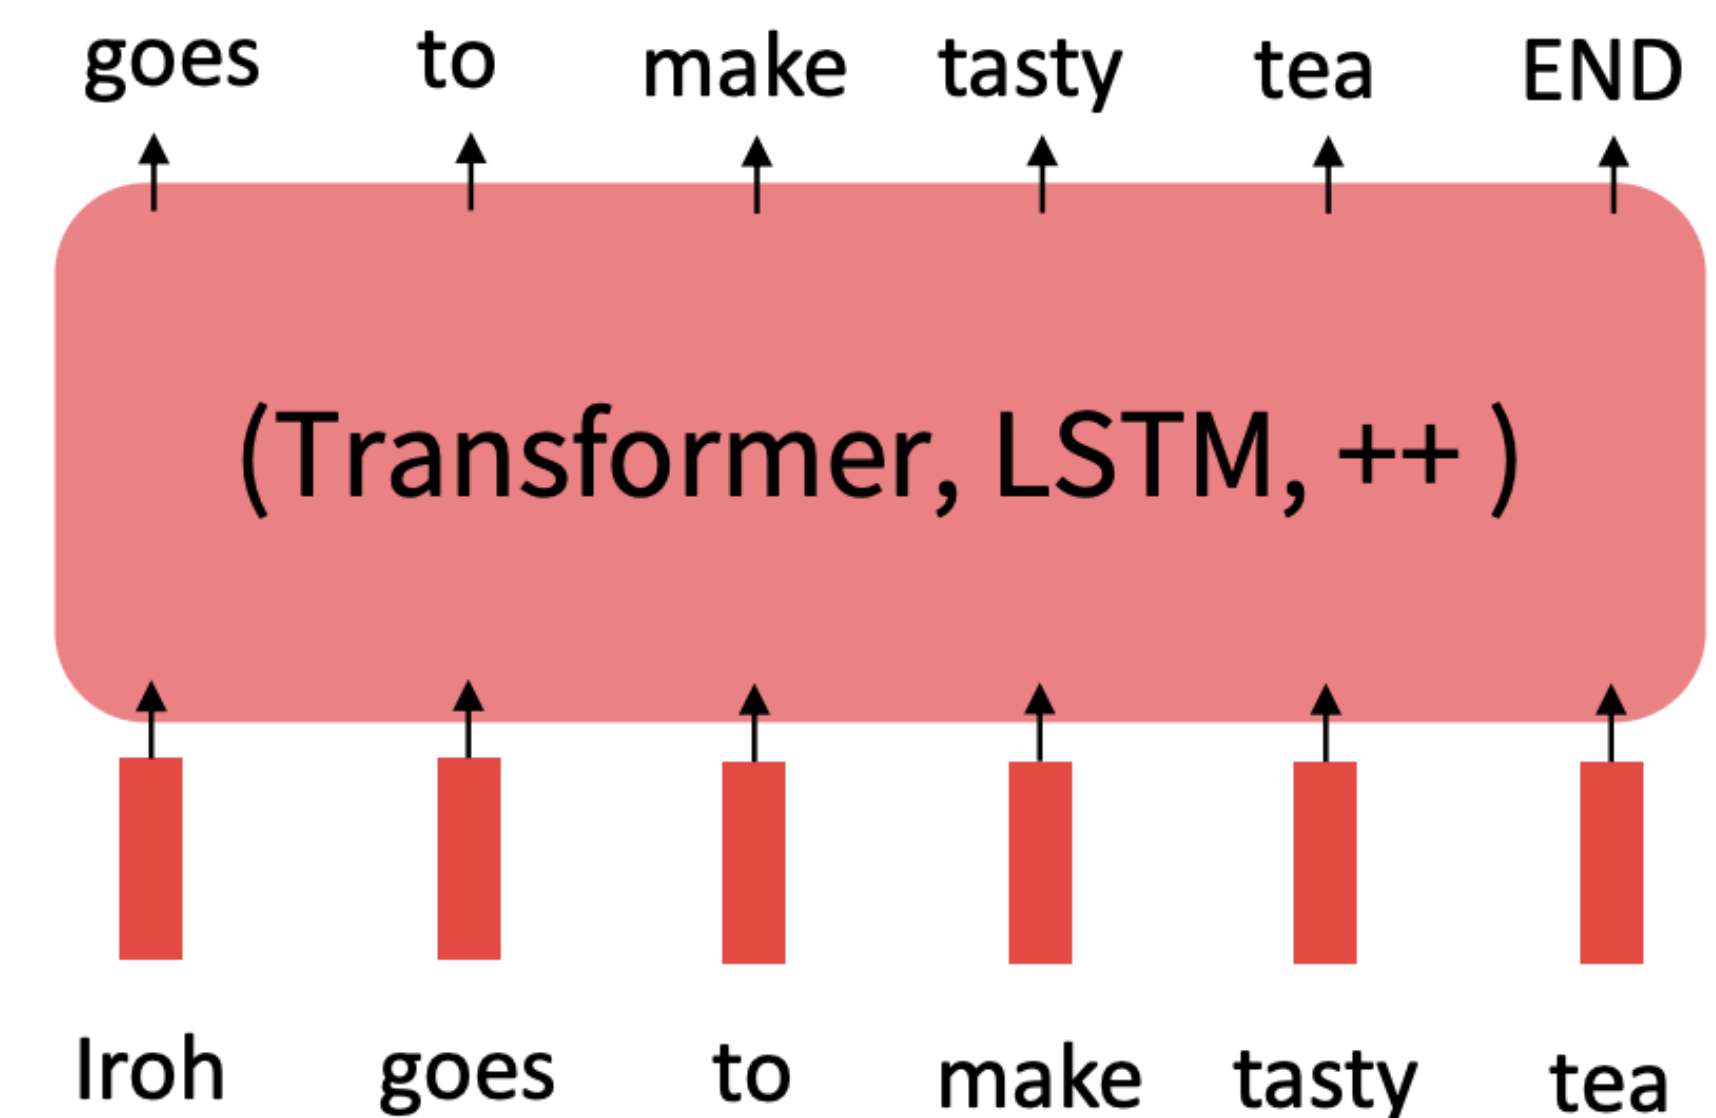 goes to make tasty tea END
(Transformer, LSTM, ++ )
Iroh goes to make tasty tea